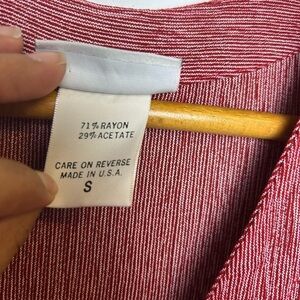 71% RAYON
29% ACETATE
CARE ON REVERSE
MADE IN U.S.A.
S